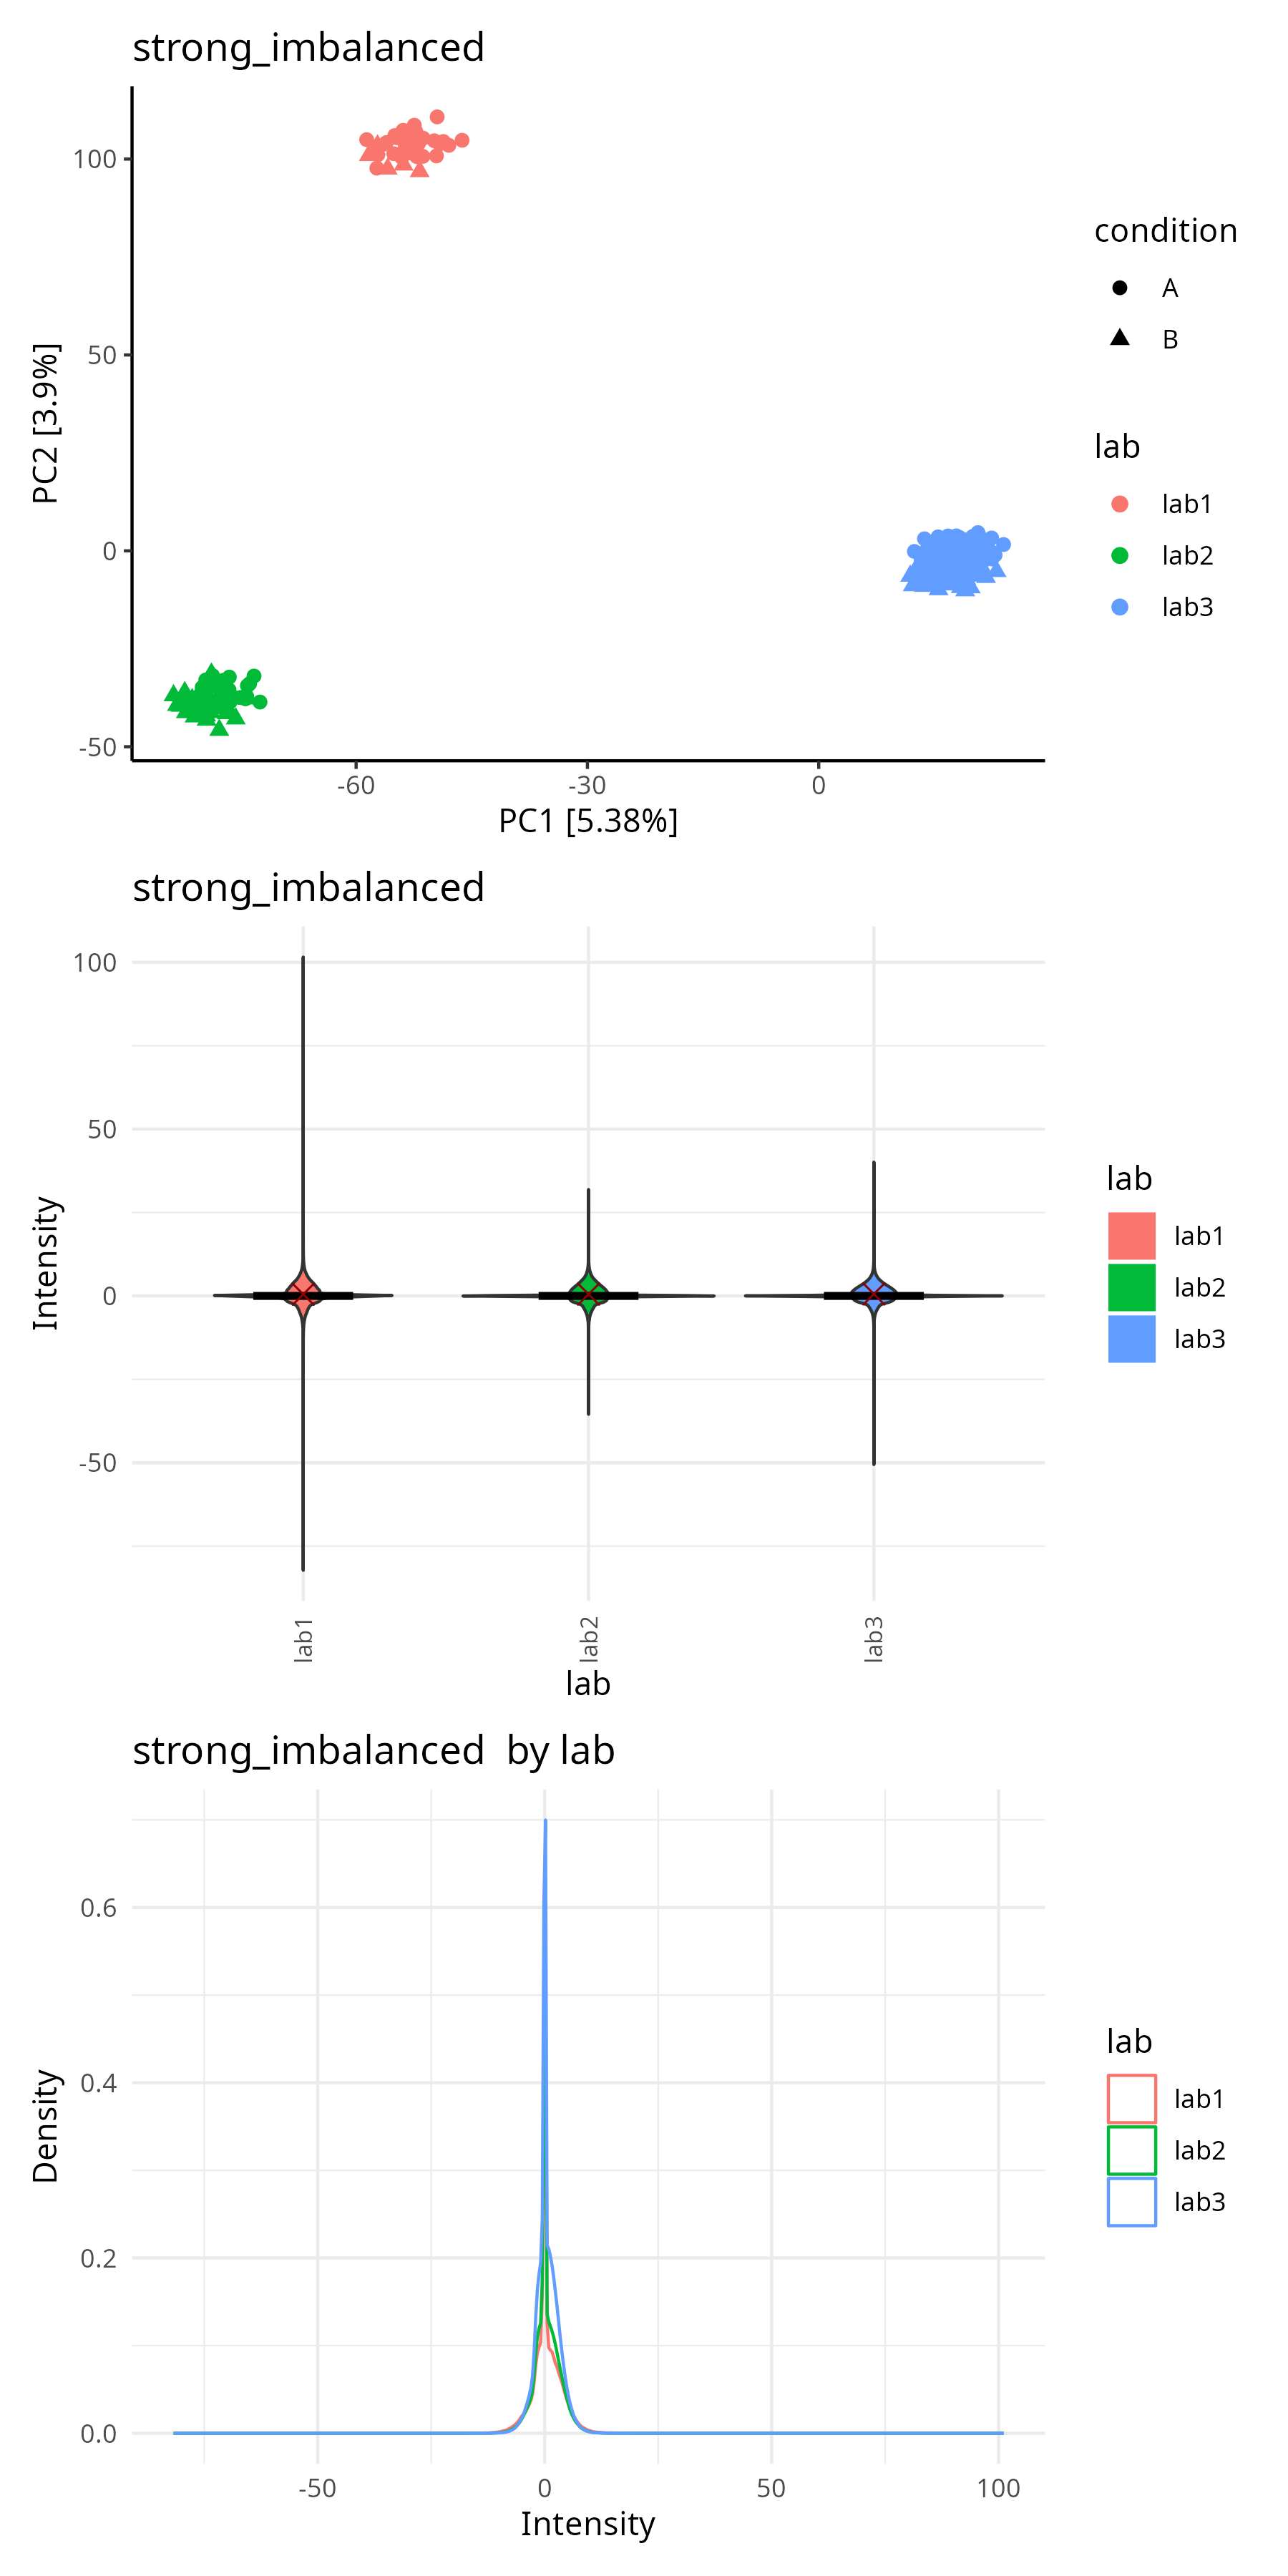 strong_imbalanced
100
50
0
-50
PC2 [3.9%]
-60
-30
0
PC1 [5.38%]
condition
A
B
lab
lab1
lab2
lab3
strong_imbalanced
100
50
0
-50
Intensity
lab1
lab2
lab3
lab
lab
lab1
lab2
lab3
strong_imbalanced by lab
0.6
0.4
0.2
0.0
Density
-50
0
50
100
Intensity
lab
lab1
lab2
lab3